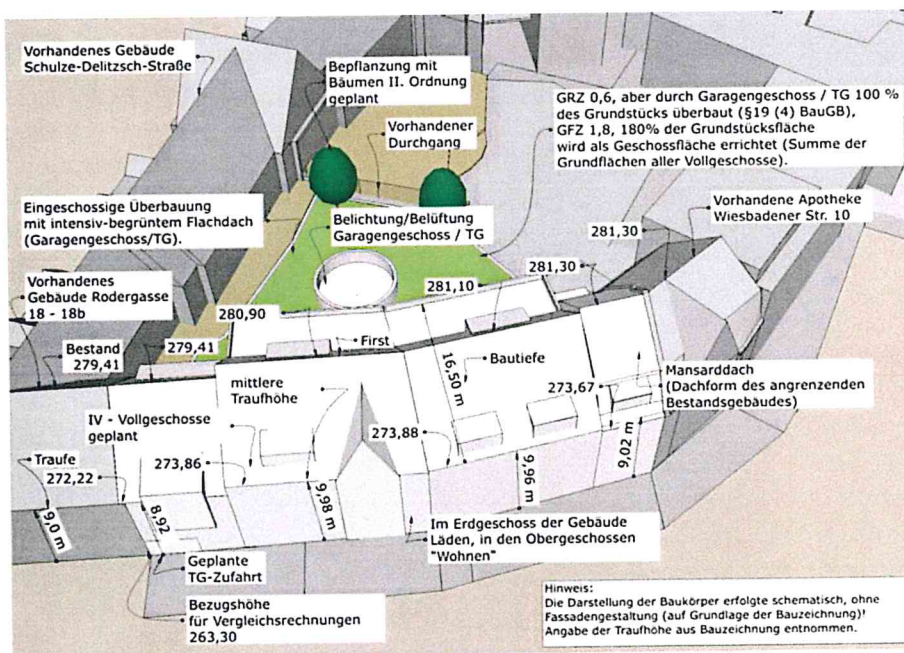 Vorhandenes Gebäude
Schulze-Delitzsch-Straße
Bepflanzung mit
Bäumen II. Ordnung
geplant
GRZ 0,6, aber durch Garagengeschoss / TG 100 %
des Grundstücks überbaut (§19 (4) BauGB),
GFZ 1,8, 180% der Grundstücksfläche
wird als Geschossfläche errichtet (Summe der
Grundflächen aller Vollgeschosse).
Vorhandener
Durchgang
Eingeschossige Überbauung
mit intensiv-begrüntem Flachdach
(Garagengeschoss/TG).
Belichtung/Belüftung
Garagengeschoss / TG
Vorhandene Apotheke
Wiesbadener Str. 10
281,30
281,30
281,10
280,90
Vorhandenes
Gebäude Rodergasse
18 - 18b
Bestand
279,41
279,41
First
16,50 m
Bautiefe
mittlere
Traufhöhe
273,67
Mansarddach
(Dachform des angrenzenden
Bestandsgebäudes)
IV - Vollgeschosse
geplant
273,88
273,86
Traufe
272,22
9,0 m
8,92
9,98 m
9,96 m
9,02 m
Im Erdgeschoss der Gebäude
Läden, in den Obergeschossen
"Wohnen"
Geplante
TG-Zufahrt
Bezugshöhe
für Vergleichsrechnungen
263,30
Hinweis:
Die Darstellung der Baukörper erfolgte schematisch, ohne
Fassadengestaltung (auf Grundlage der Bauzeichnung)!
Angabe der Traufhöhe aus Bauzeichnung entnommen.